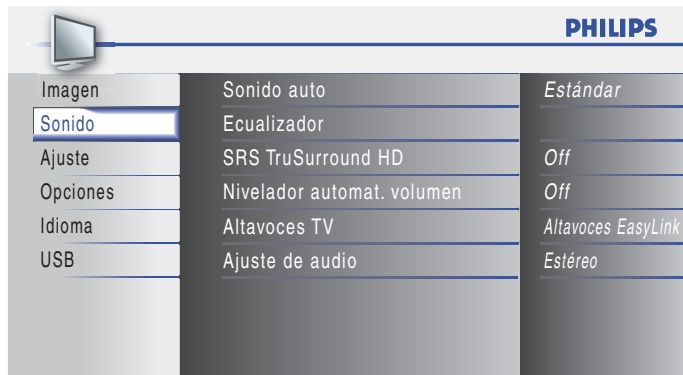 PHILIPS
Imagen
Sonido
Ajuste
Opciones
Idioma
USB
Sonido auto
Ecualizador
SRS TruSurround HD
Nivelador automat. volumen
Altavoces TV
Ajuste de audio
Estándar
Off
Off
Altavoces EasyLink
Estéreo